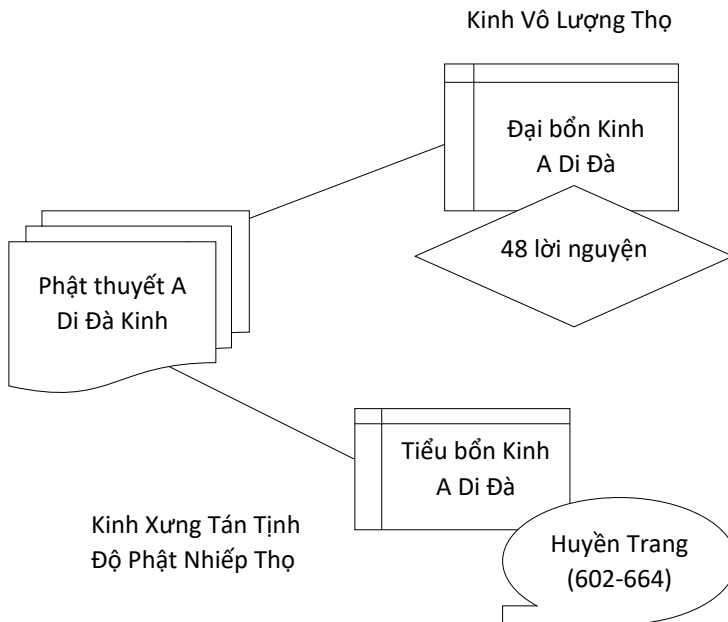 Kinh Vô Lượng Thọ
Đại bổn Kinh
A Di Đà
48 lời nguyện
Phật thuyết A
Di Đà Kinh
Tiểu bổn Kinh
A Di Đà
Kinh Xưng Tán Tịnh
Độ Phật Nhiếp Thọ
Huyền Trang
(602-664)